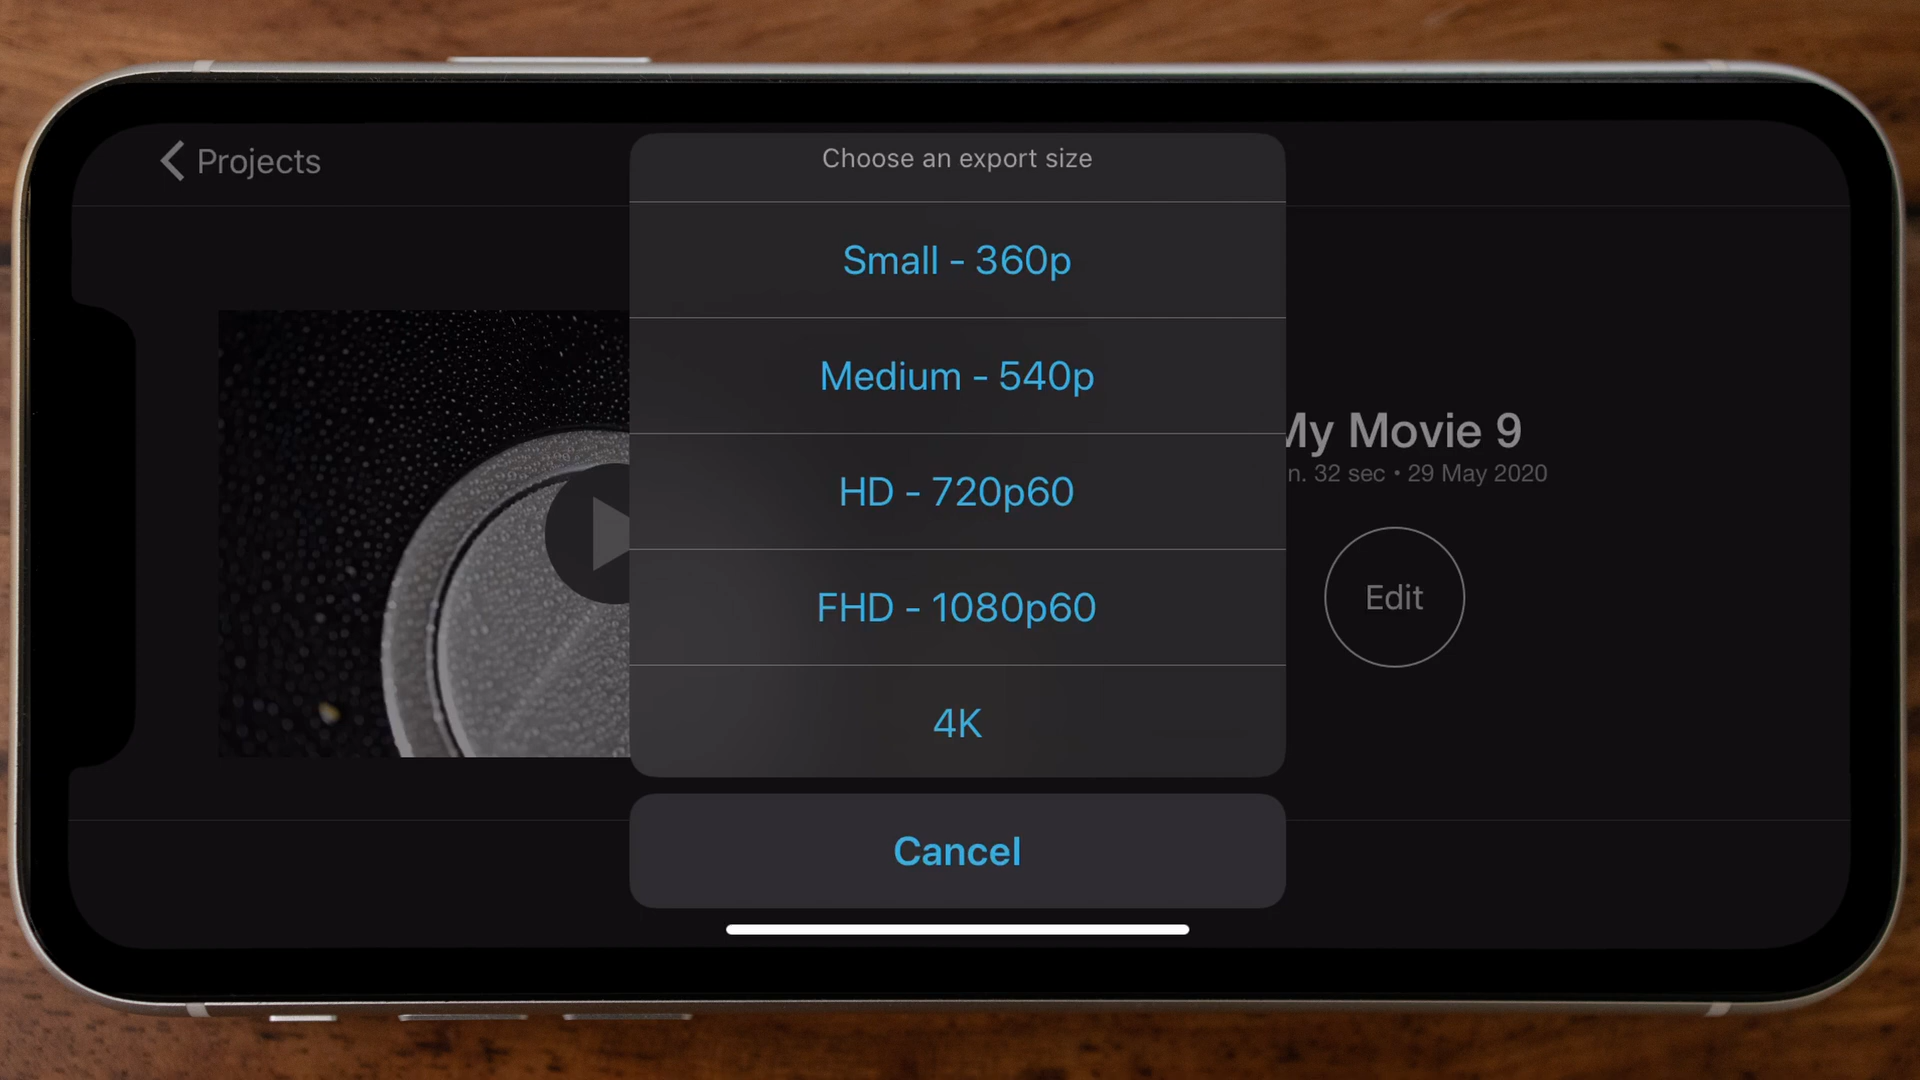 Projects
Choose an export size
Small - 360p
Medium - 540p
HD - 720p60
FHD - 1080p60
4K
Cancel
My Movie 9
n. 32 sec • 29 May 2020
Edit